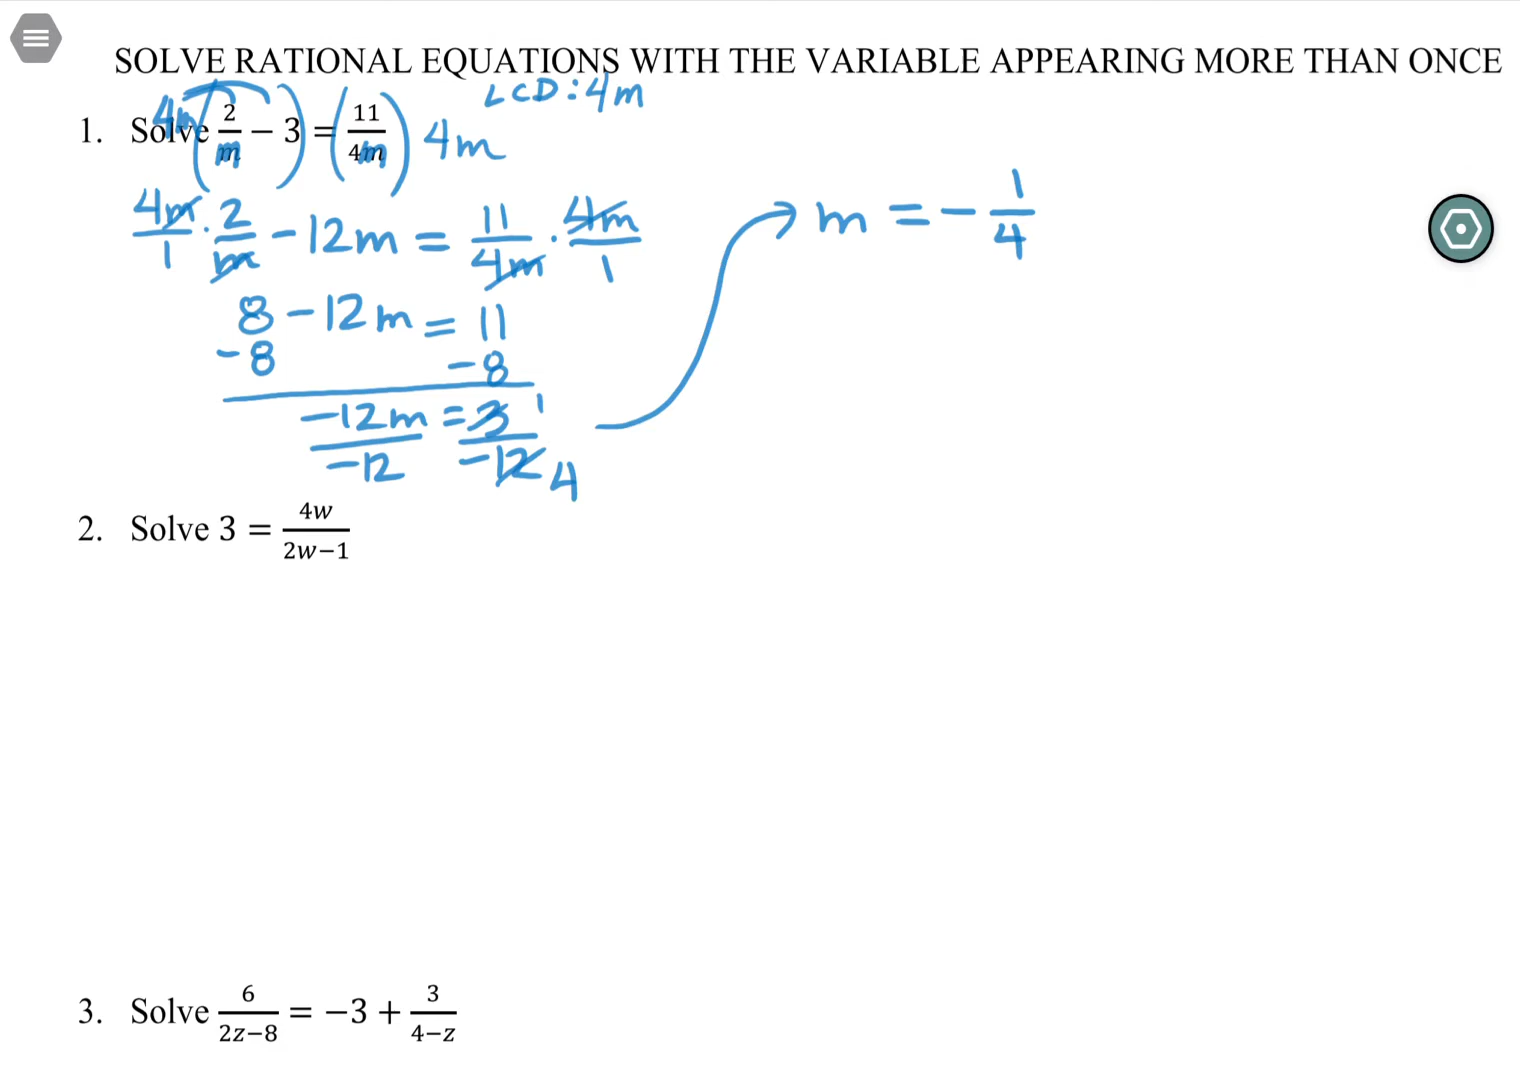 SOLVE RATIONAL EQUATIONS WITH THE VARIABLE APPEARING MORE THAN ONCE
LCD: 4m
1. Solve 4m(2/m − 3) = (11/4m) 4m
4m/1 · 2/m − 12m = 11/4m · 4m/1
8 − 12m = 11
−8 −8
−12m/−12 = 3/−12 1 4
→ m = − 1/4
2. Solve 3 = 4w/2w−1
3. Solve 6/2z−8 = −3 + 3/4−z